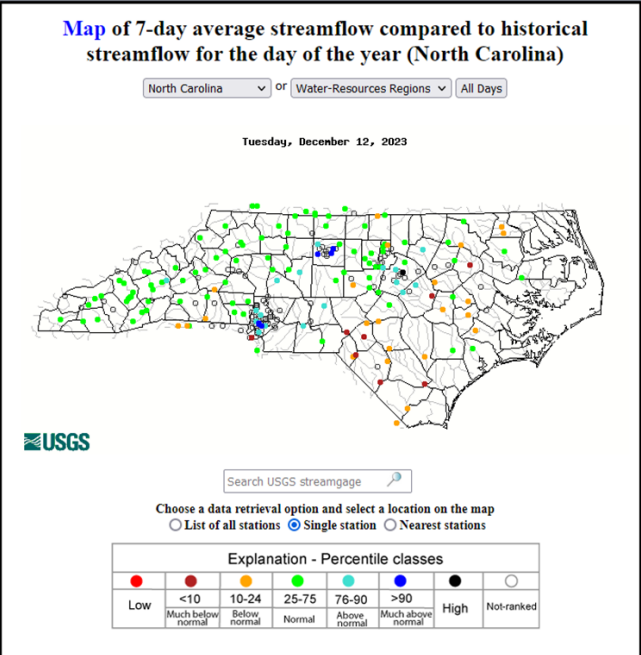 Map of 7-day average streamflow compared to historical
streamflow for the day of the year (North Carolina)
North Carolina or Water-Resources Regions All Days
Tuesday, December 12, 2023
USGS
Search USGS streamgage
Choose a data retrieval option and select a location on the map
List of all stations Single station Nearest stations
Explanation - Percentile classes
Low <10 10-24 25-75 76-90 >90 High Not-ranked
Much below normal Below normal Normal Above normal Much above normal